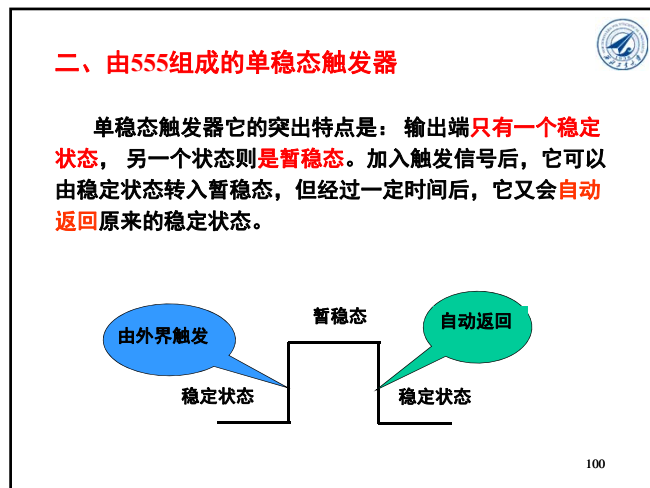 二、由555组成的单稳态触发器
单稳态触发器它的突出特点是： 输出端只有一个稳定
状态， 另一个状态则是暂稳态。加入触发信号后，它可以
由稳定状态转入暂稳态，但经过一定时间后，它又会自动
返回原来的稳定状态。
暂稳态
自动返回
由外界触发
稳定状态
稳定状态
100